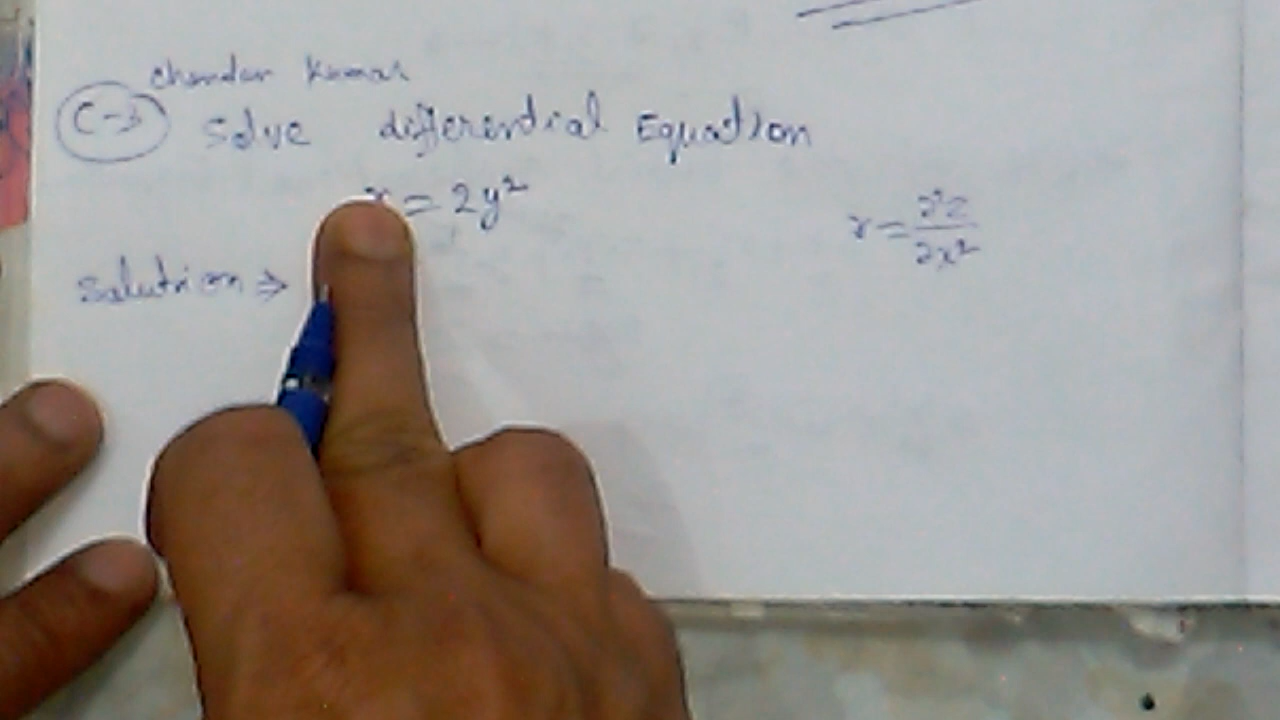 Chandan Kumar
C-3 Solve differential Equation
r = 2y²
r = ∂²z/∂x²
Solution ⇒